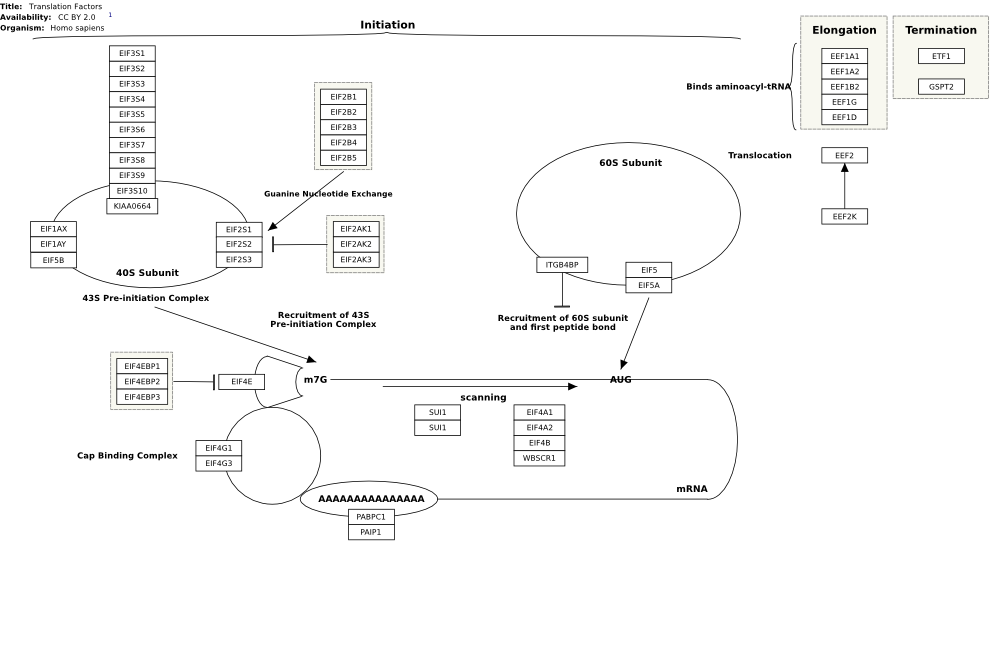 Title: Translation Factors
Availability: CC BY 2.0 1
Organism: Homo sapiens
Initiation
Elongation
Termination
EIF3S1
EIF3S2
EIF3S3
EIF3S4
EIF3S5
EIF3S6
EIF3S7
EIF3S8
EIF3S9
EIF3S10
KIAA0664
EIF2B1
EIF2B2
EIF2B3
EIF2B4
EIF2B5
Guanine Nucleotide Exchange
EIF1AX
EIF1AY
EIF5B
EIF2S1
EIF2S2
EIF2S3
EIF2AK1
EIF2AK2
EIF2AK3
40S Subunit
43S Pre-initiation Complex
Recruitment of 43S
Pre-initiation Complex
60S Subunit
ITGB4BP
EIF5
EIF5A
Recruitment of 60S subunit
and first peptide bond
Binds aminoacyl-tRNA
EEF1A1
EEF1A2
EEF1B2
EEF1G
EEF1D
ETF1
GSPT2
Translocation
EEF2
EEF2K
EIF4EBP1
EIF4EBP2
EIF4EBP3
EIF4E
m7G
AUG
scanning
SUI1
SUI1
EIF4A1
EIF4A2
EIF4B
WBSCR1
Cap Binding Complex
EIF4G1
EIF4G3
mRNA
AAAAAAAAAAAAAAA
PABPC1
PAIP1